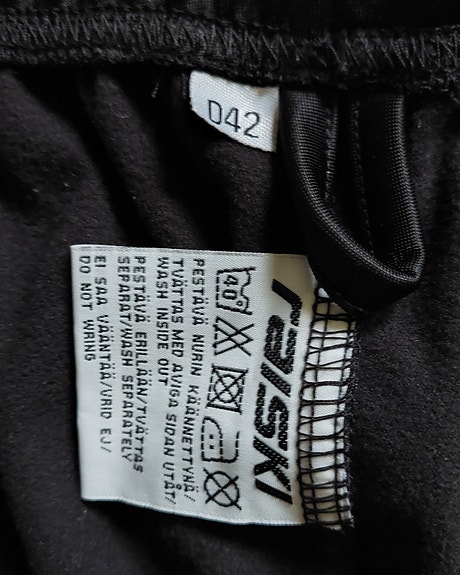 D42
raiski
40°
PESTÄVÄ NURIN KÄÄNNETTYNÄ/
TVÄTTAS MED AVIGA SIDAN UTÅT/
WASH INSIDE OUT
PESTÄVÄ ERILLÄÄN/TVÄTTAS
SEPARAT/WASH SEPARATELY
EI SAA VÄÄNTÄÄ/VRID EJ/
DO NOT WRING